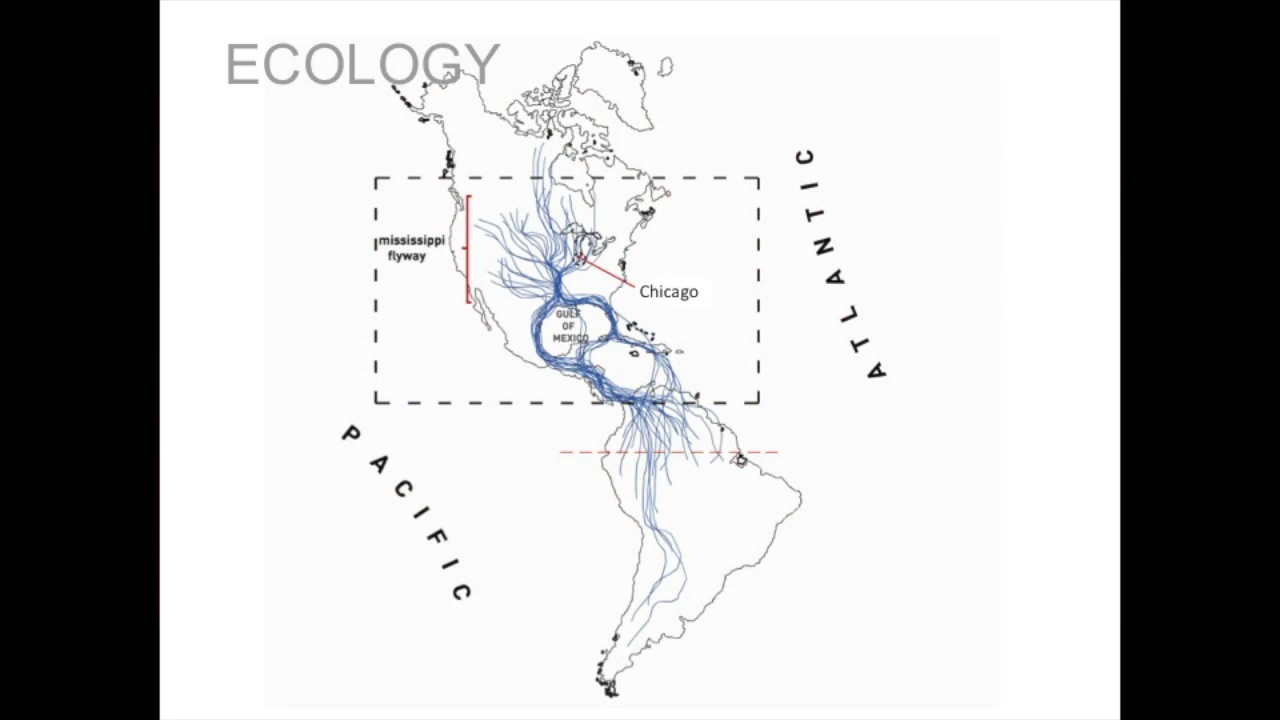 ECOLOGY
ATLANTIC
mississippi
flyway
Chicago
GULF
OF
MEXICO
PACIFIC